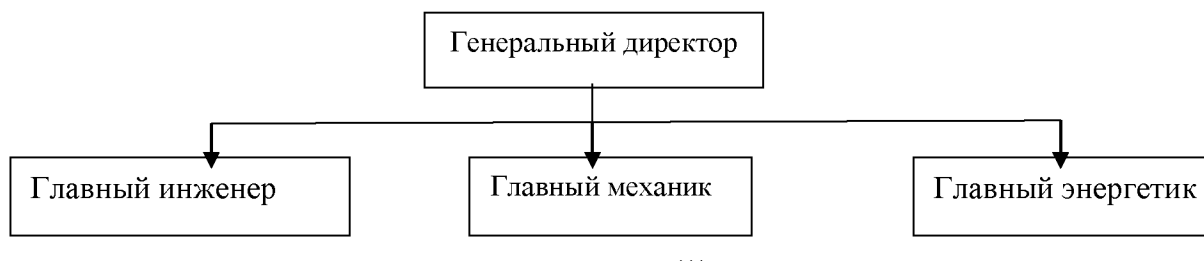 Генеральный директор
Главный инженер
Главный механик
Главный энергетик